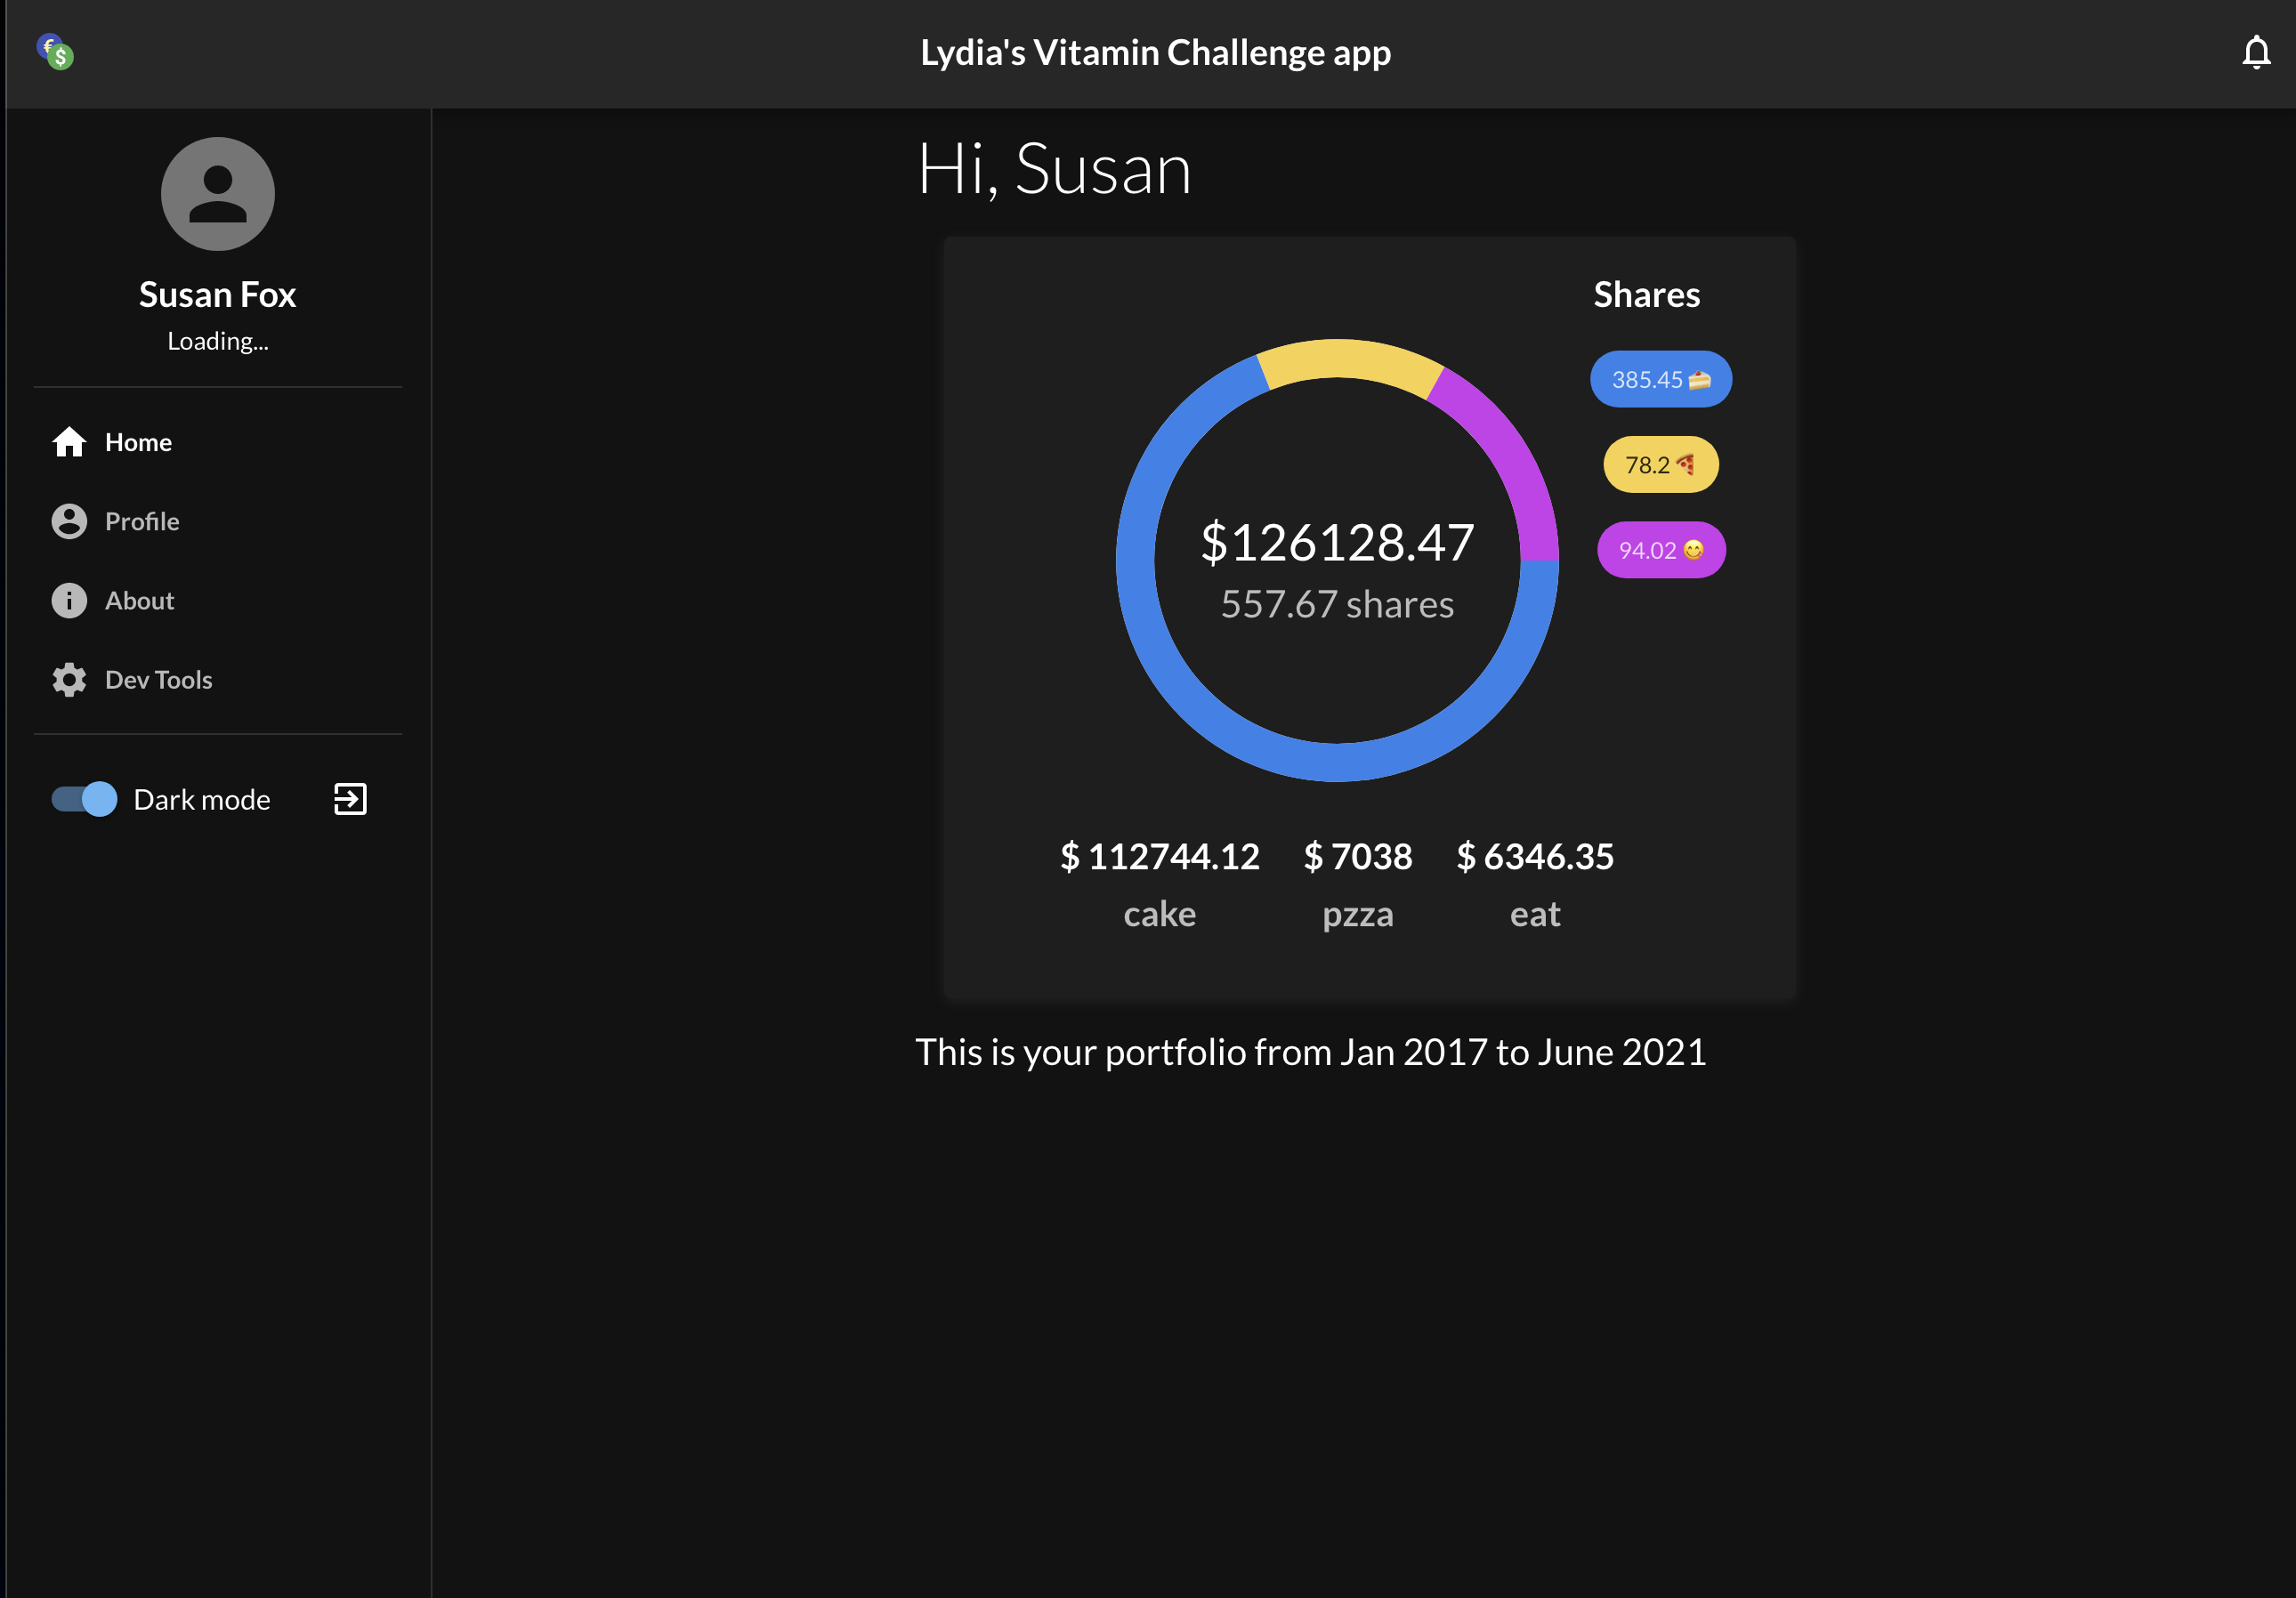 Lydia's Vitamin Challenge app
Susan Fox
Loading...
Home
Profile
About
Dev Tools
Dark mode
Hi, Susan
Shares
385.45 🍰
78.2 🍕
94.02 😋
$126128.47
557.67 shares
$ 112744.12
cake
$ 7038
pzza
$ 6346.35
eat
This is your portfolio from Jan 2017 to June 2021